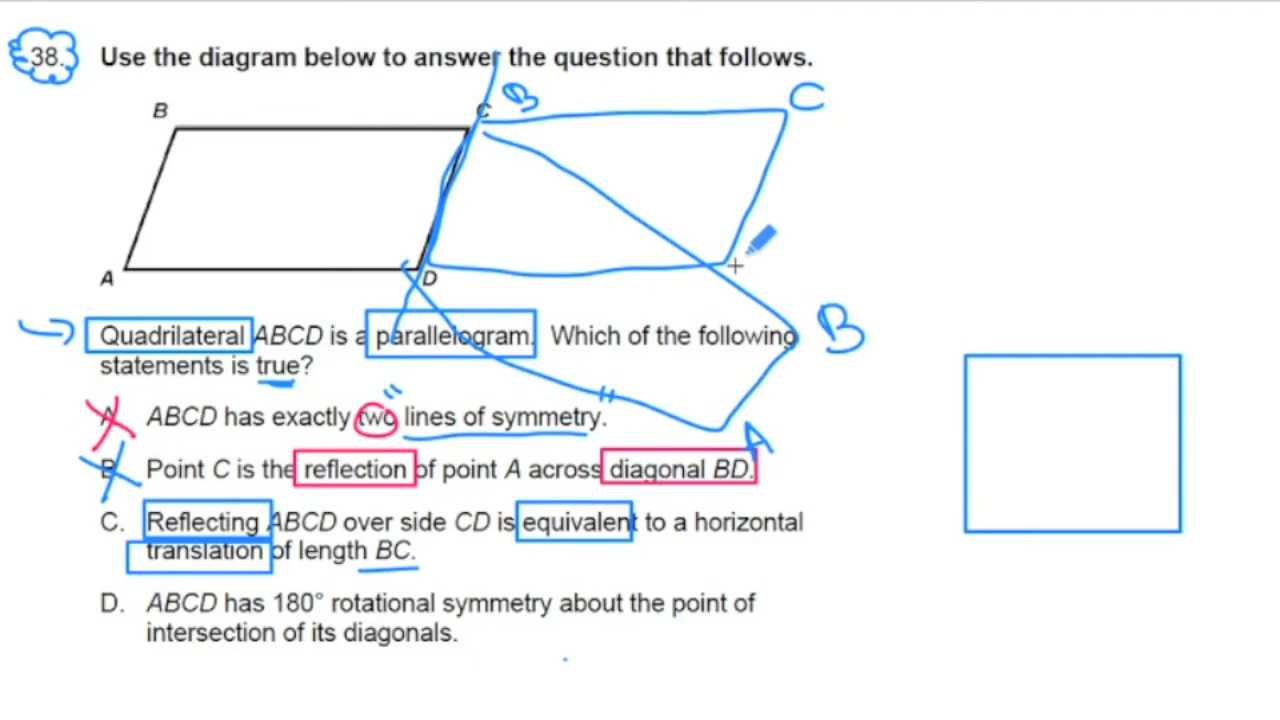 38. Use the diagram below to answer the question that follows.
B C B C
A D
Quadrilateral ABCD is a parallelogram. Which of the following
B
statements is true?
A. ABCD has exactly two lines of symmetry.
A
B. Point C is the reflection of point A across diagonal BD.
C. Reflecting ABCD over side CD is equivalent to a horizontal
translation of length BC.
D. ABCD has 180° rotational symmetry about the point of
intersection of its diagonals.